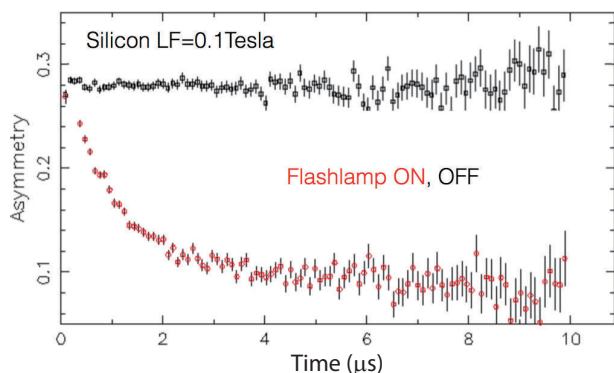 Silicon LF=0.1Tesla
Flashlamp ON, OFF
Asymmetry
0.3
0.2
0.1
0 2 4 6 8 10
Time (μs)